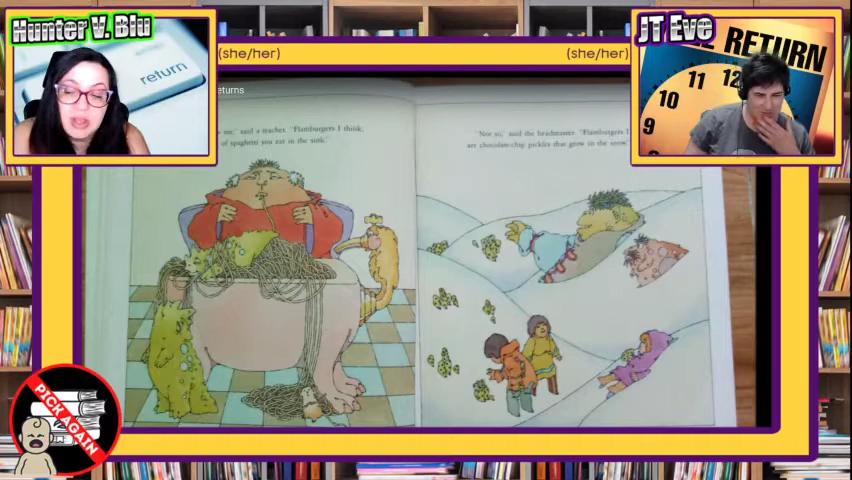 Hunter V. Blu
JT Eve
(she/her)
(she/her)
return
RETURN
11
12
10
9
8
eturns
me," said a teacher. "Flamburgers I think,
of spaghetti you eat in the sink."
"Not so," said the headmaster. "Flamburgers I
are chocolate-chip pickles that grow in the snow."
PICK AGAIN